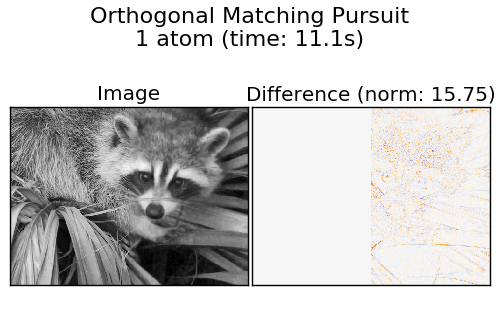 Orthogonal Matching Pursuit
1 atom (time: 11.1s)
Image
Difference (norm: 15.75)